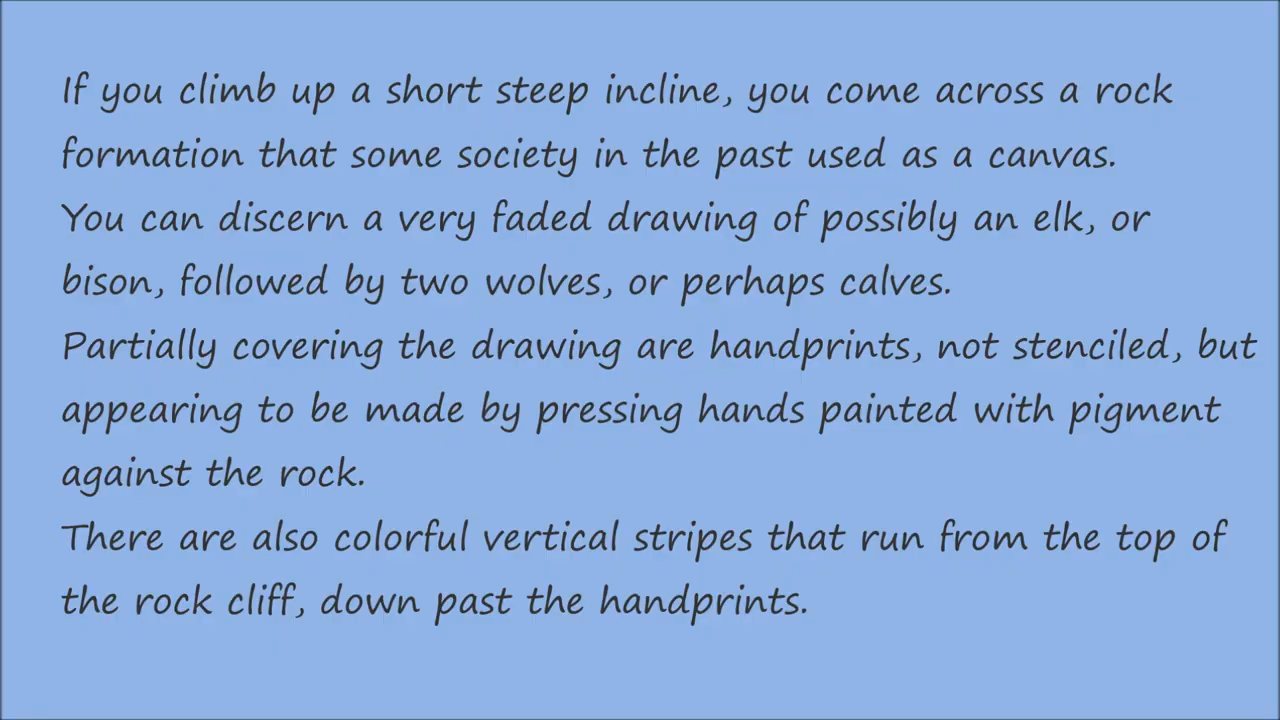 If you climb up a short steep incline, you come across a rock
formation that some society in the past used as a canvas.
You can discern a very faded drawing of possibly an elk, or
bison, followed by two wolves, or perhaps calves.
Partially covering the drawing are handprints, not stenciled, but
appearing to be made by pressing hands painted with pigment
against the rock.
There are also colorful vertical stripes that run from the top of
the rock cliff, down past the handprints.